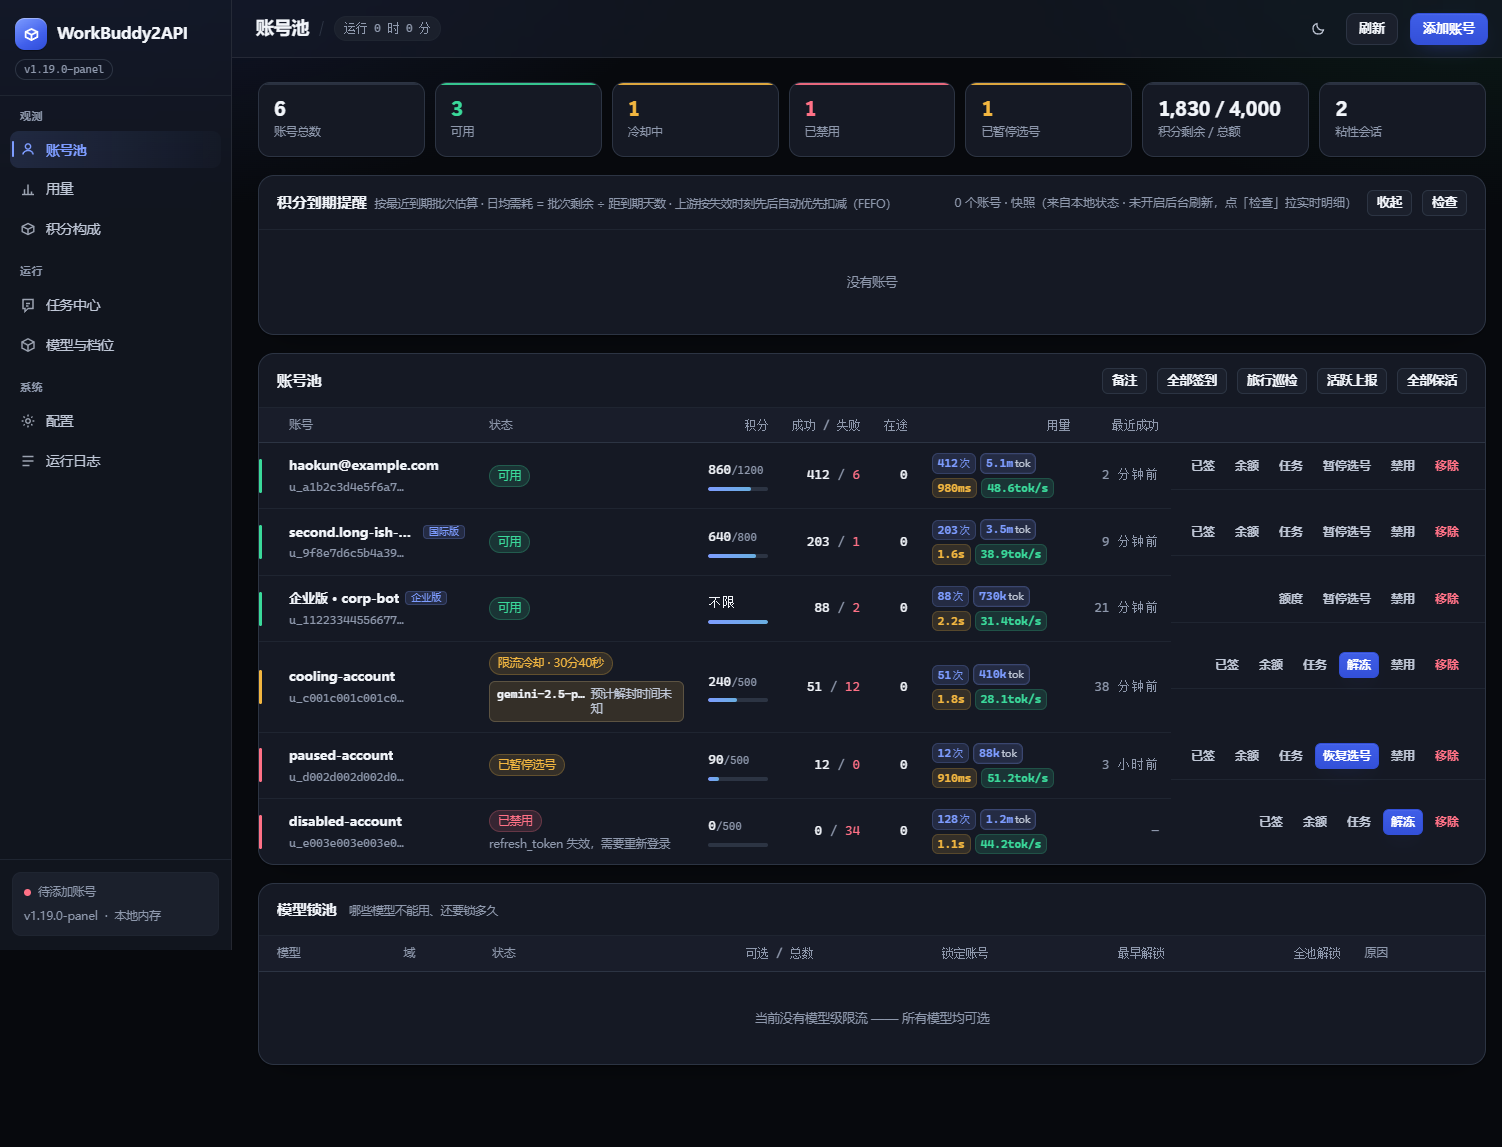 WorkBuddy2API
v1.19.0-panel
观测
账号池
用量
积分构成
运行
任务中心
模型与档位
系统
配置
运行日志
待添加账号
v1.19.0-panel · 本地内存
账号池 / 运行 0 时 0 分
刷新 添加账号
6 账号总数
3 可用
1 冷却中
1 已禁用
1 已暂停选号
1,830 / 4,000 积分剩余 / 总额
2 粘性会话
积分到期提醒 按最近到期批次估算 · 日均需耗 = 批次剩余 ÷ 距到期天数 · 上游按失效时刻先后自动优先扣减（FEFO） 0 个账号 · 快照（来自本地状态 · 未开启后台刷新，点「检查」拉实时明细） 收起 检查
没有账号
账号池 备注 全部签到 旅行巡检 活跃上报 全部保活
账号 状态 积分 成功 / 失败 在途 用量 最近成功
haokun@example.com 可用 860/1200 412 / 6 0 412次 5.1m tok 2 分钟前 已签 余额 任务 暂停选号 禁用 移除
u_a1b2c3d4e5f6a7… 980ms 48.6tok/s
second.long-ish-… 国际版 可用 640/800 203 / 1 0 203次 3.5m tok 9 分钟前 已签 余额 任务 暂停选号 禁用 移除
u_9f8e7d6c5b4a39… 1.6s 38.9tok/s
企业版 • corp-bot 企业版 可用 不限 88 / 2 0 88次 730k tok 21 分钟前 额度 暂停选号 禁用 移除
u_11223344556677… 2.2s 31.4tok/s
cooling-account 限流冷却 · 30分40秒 240/500 51 / 12 0 51次 410k tok 38 分钟前 已签 余额 任务 解冻 禁用 移除
u_c001c001c001c0… gemini-2.5-p… 预计解封时间未知 1.8s 28.1tok/s
paused-account 已暂停选号 90/500 12 / 0 0 12次 88k tok 3 小时前 已签 余额 任务 恢复选号 禁用 移除
u_d002d002d002d0… 910ms 51.2tok/s
disabled-account 已禁用 0/500 0 / 34 0 128次 1.2m tok – 已签 余额 任务 解冻 移除
u_e003e003e003e0… refresh_token 失效，需要重新登录 1.1s 44.2tok/s
模型锁池 哪些模型不能用、还要锁多久
模型 域 状态 可选 / 总数 锁定账号 最早解锁 全池解锁 原因
当前没有模型级限流 —— 所有模型均可选